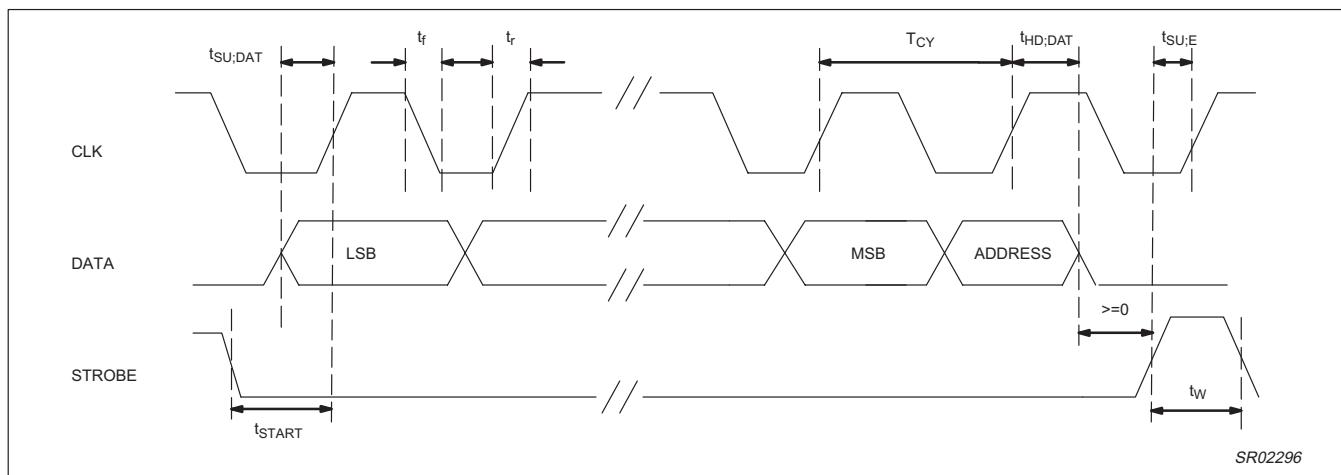 tSU;DAT
tf
tr
TCY
tHD;DAT
tSU;E
CLK
DATA
LSB
MSB
ADDRESS
>=0
STROBE
tSTART
tW
SR02296